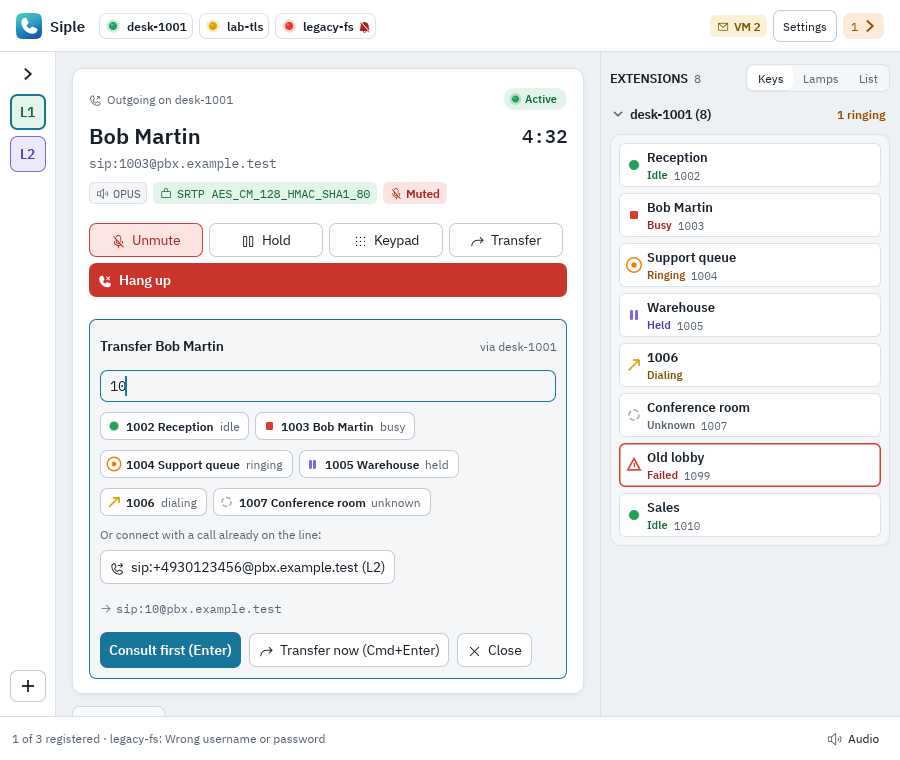 Siple
desk-1001
lab-tls
legacy-fs
VM 2
Settings
1
L1
L2
Outgoing on desk-1001
Active
Bob Martin
4:32
sip:1003@pbx.example.test
OPUS
SRTP AES_CM_128_HMAC_SHA1_80
Muted
Unmute
Hold
Keypad
Transfer
Hang up
Transfer Bob Martin
via desk-1001
10
1002 Reception idle
1003 Bob Martin busy
1004 Support queue ringing
1005 Warehouse held
1006 dialing
1007 Conference room unknown
Or connect with a call already on the line:
sip:+4930123456@pbx.example.test (L2)
→ sip:10@pbx.example.test
Consult first (Enter)
Transfer now (Cmd+Enter)
Close
EXTENSIONS 8
Keys
Lamps
List
desk-1001 (8)
1 ringing
Reception
Idle 1002
Bob Martin
Busy 1003
Support queue
Ringing 1004
Warehouse
Held 1005
1006
Dialing
Conference room
Unknown 1007
Old lobby
Failed 1099
Sales
Idle 1010
1 of 3 registered · legacy-fs: Wrong username or password
Audio